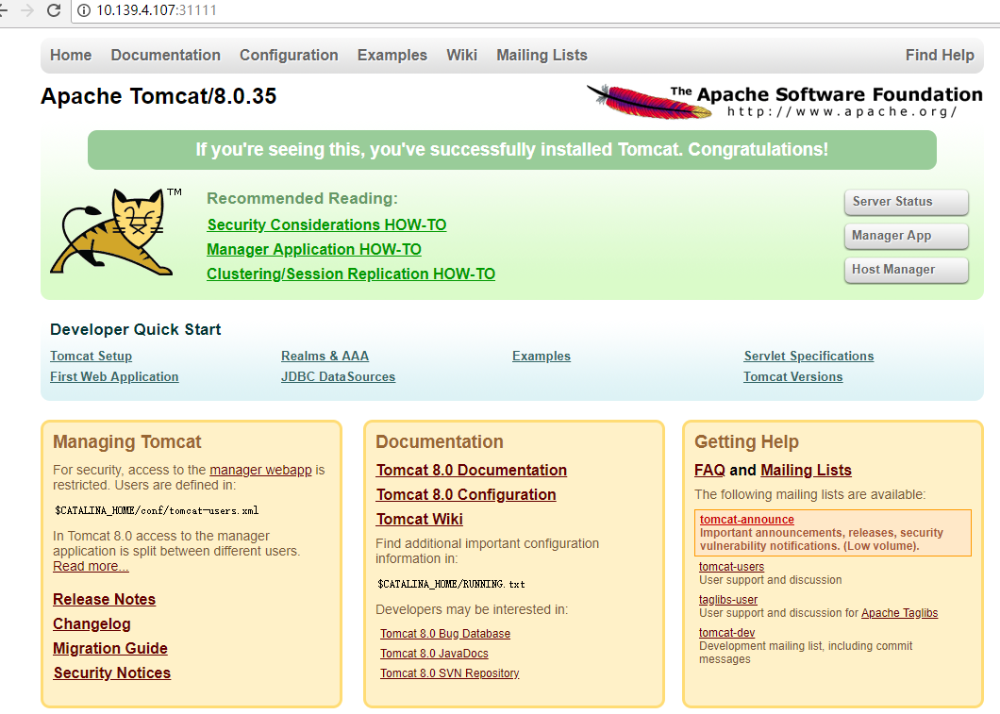 10.139.4.107:31111
Home Documentation Configuration Examples Wiki Mailing Lists Find Help
Apache Tomcat/8.0.35
The Apache Software Foundation
http://www.apache.org/
If you're seeing this, you've successfully installed Tomcat. Congratulations!
TM
Recommended Reading:
Security Considerations HOW-TO
Manager Application HOW-TO
Clustering/Session Replication HOW-TO
Server Status
Manager App
Host Manager
Developer Quick Start
Tomcat Setup
First Web Application
Realms & AAA
JDBC DataSources
Examples
Servlet Specifications
Tomcat Versions
Managing Tomcat
For security, access to the manager webapp is
restricted. Users are defined in:
$CATALINA_HOME/conf/tomcat-users.xml
In Tomcat 8.0 access to the manager
application is split between different users.
Read more...
Release Notes
Changelog
Migration Guide
Security Notices
Documentation
Tomcat 8.0 Documentation
Tomcat 8.0 Configuration
Tomcat Wiki
Find additional important configuration
information in:
$CATALINA_HOME/RUNNING.txt
Developers may be interested in:
Tomcat 8.0 Bug Database
Tomcat 8.0 JavaDocs
Tomcat 8.0 SVN Repository
Getting Help
FAQ and Mailing Lists
The following mailing lists are available:
tomcat-announce
Important announcements, releases, security
vulnerability notifications. (Low volume).
tomcat-users
User support and discussion
taglibs-user
User support and discussion for Apache Taglibs
tomcat-dev
Development mailing list, including commit
messages